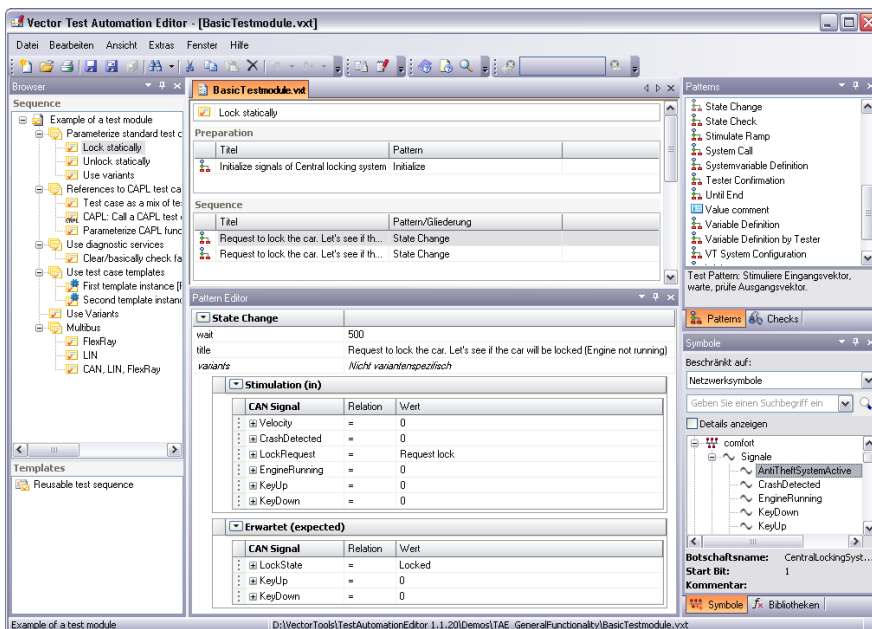 Vector Test Automation Editor - [BasicTestmodule.vxt]
Datei Bearbeiten Ansicht Extras Fenster Hilfe
Browser
Sequence
Example of a test module
Parameterize standard test c
Lock statically
Unlock statically
Use variants
References to CAPL test ca
Test case as a mix of te
CAPL: Call a CAPL test
Parameterize CAPL func
Use diagnostic services
Clear/basically check fa
Use test case templates
First template instance [F
Second template instanc
Use Variants
Multibus
FlexRay
LIN
CAN, LIN, FlexRay
Templates
Reusable test sequence
BasicTestmodule.vxt
Lock statically
Preparation
Titel Pattern
Initialize signals of Central locking system Initialize
Sequence
Titel Pattern/Gliederung
Request to lock the car. Let's see if th... State Change
Request to lock the car. Let's see if th... State Change
Pattern Editor
State Change
wait 500
title Request to lock the car. Let's see if the car will be locked (Engine not running)
variants Nicht variantenspezifisch
Stimulation (in)
CAN Signal Relation Wert
Velocity = 0
CrashDetected = 0
LockRequest = Request lock
EngineRunning = 0
KeyUp = 0
KeyDown = 0
Erwartet (expected)
CAN Signal Relation Wert
LockState = Locked
KeyUp = 0
KeyDown = 0
Patterns
State Change
State Check
Stimulate Ramp
System Call
Systemvariable Definition
Tester Confirmation
Until End
Value comment
Variable Definition
Variable Definition by Tester
VT System Configuration
Test Pattern: Stimuliere Eingangsvektor,
warte, prüfe Ausgangsvektor.
Patterns Checks
Symbole
Beschränkt auf:
Netzwerksymbole
Geben Sie einen Suchbegriff ein
Details anzeigen
comfort
Signale
AntiTheftSystemActive
CrashDetected
EngineRunning
KeyDown
KeyUp
Botschaftsname: CentralLockingSyst...
Start Bit: 1
Kommentar:
Symbole Bibliotheken
Example of a test module D:\VectorTools\TestAutomationEditor 1.1.20\Demos\TAE_GeneralFunctionality\BasicTestmodule.vxt